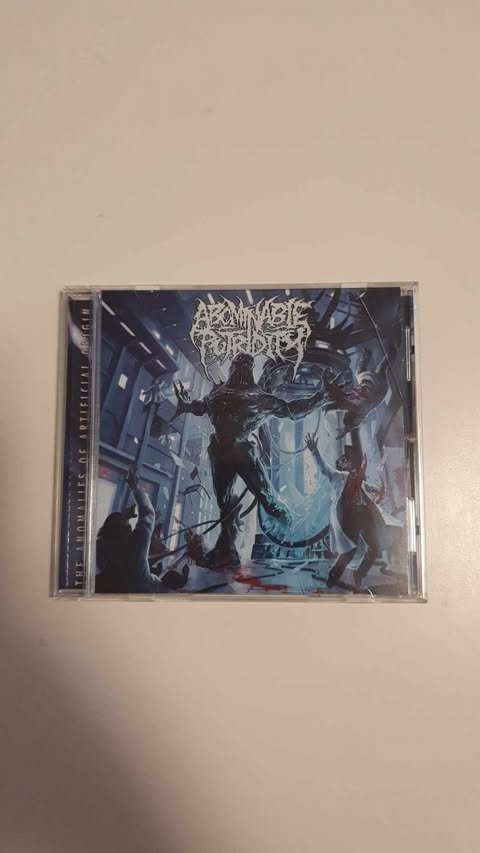 ABOMINABLE
PUTRIDITY
THE ANOMALIES OF ARTIFICIAL ORIGIN